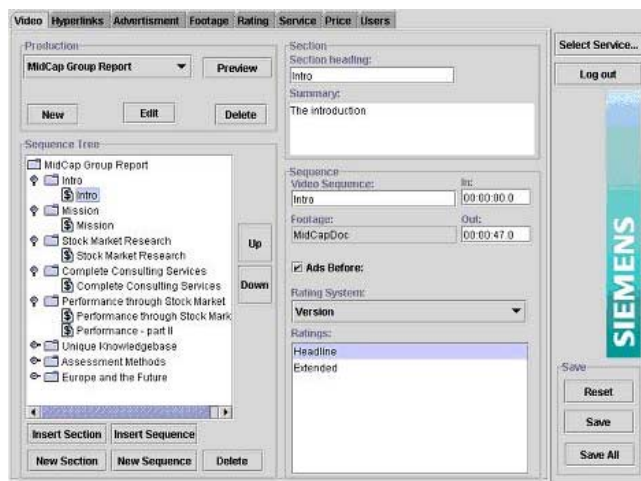 Video Hyperlinks Advertisment Footage Rating Service Price Users
Production
MidCap Group Report
Preview
New
Edit
Delete
Sequence Tree
MidCap Group Report
Intro
Intro
Mission
Mission
Stock Market Research
Stock Market Research
Complete Consulting Services
Complete Consulting Services
Performance through Stock Market
Performance through Stock Mark
Performance - part II
Unique Knowledgebase
Assessment Methods
Europe and the Future
Up
Down
Insert Section
Insert Sequence
New Section
New Sequence
Delete
Section
Section heading:
Intro
Summary:
The introduction
Sequence
Video Sequence:
In:
Intro
00:00:00.0
Footage:
Out:
MidCapDoc
00:00:47.0
Ads Before:
Rating System:
Version
Ratings:
Headline
Extended
Select Service...
Log out
SIEMENS
Save
Reset
Save
Save All